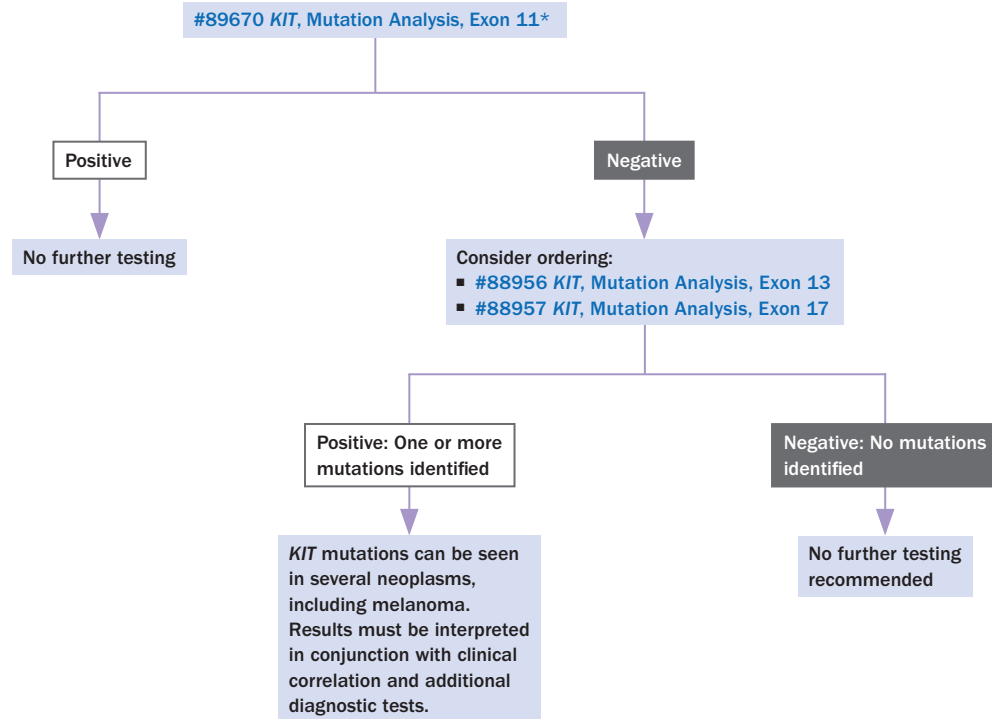 #89670 KIT, Mutation Analysis, Exon 11*
Positive
Negative
No further testing
Consider ordering:
▪ #88956 KIT, Mutation Analysis, Exon 13
▪ #88957 KIT, Mutation Analysis, Exon 17
Positive: One or more
mutations identified
Negative: No mutations
identified
KIT mutations can be seen
in several neoplasms,
including melanoma.
Results must be interpreted
in conjunction with clinical
correlation and additional
diagnostic tests.
No further testing
recommended